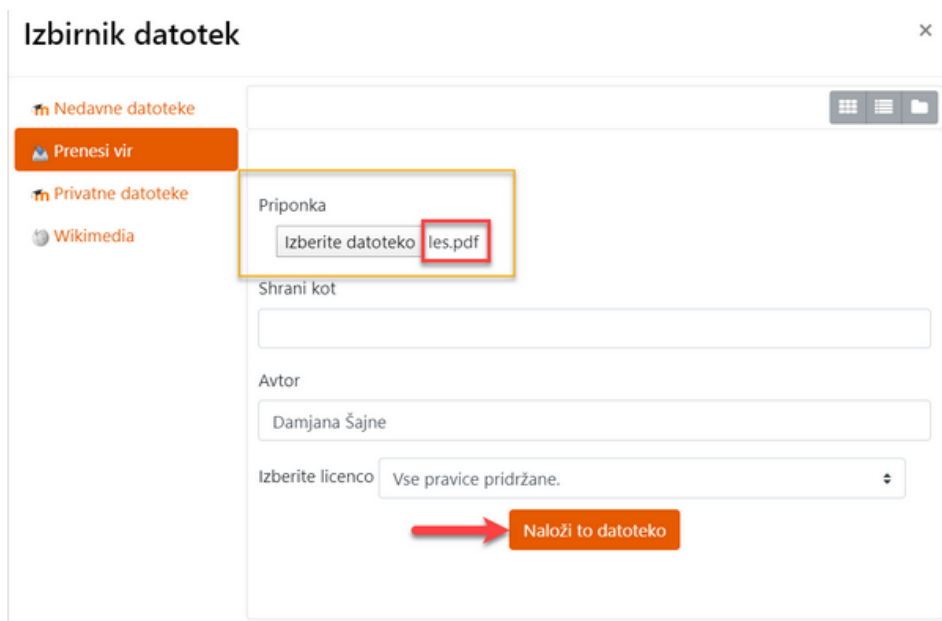 Izbirnik datotek
×
Nedavne datoteke
Prenesi vir
Privatne datoteke
Wikimedia
Priponka
Izberite datoteko les.pdf
Shrani kot
Avtor
Damjana Šajne
Izberite licenco Vse pravice pridržane.
Naloži to datoteko